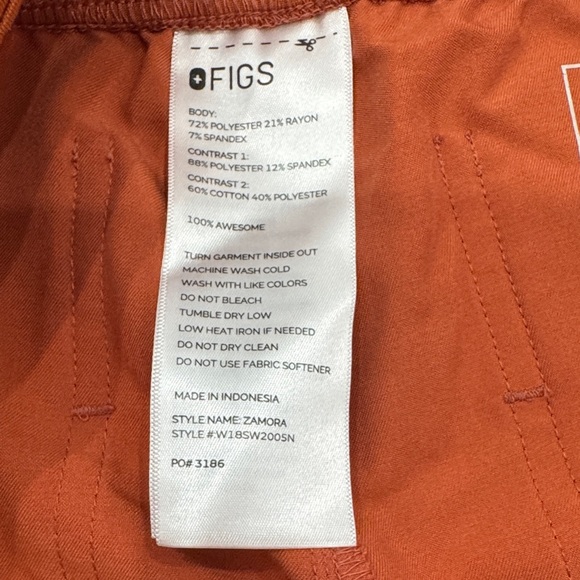 FIGS
BODY:
72% POLYESTER 21% RAYON
7% SPANDEX
CONTRAST 1:
88% POLYESTER 12% SPANDEX
CONTRAST 2:
60% COTTON 40% POLYESTER
100% AWESOME
TURN GARMENT INSIDE OUT
MACHINE WASH COLD
WASH WITH LIKE COLORS
DO NOT BLEACH
TUMBLE DRY LOW
LOW HEAT IRON IF NEEDED
DO NOT DRY CLEAN
DO NOT USE FABRIC SOFTENER
MADE IN INDONESIA
STYLE NAME: ZAMORA
STYLE #:W18SW2005N
PO# 3186